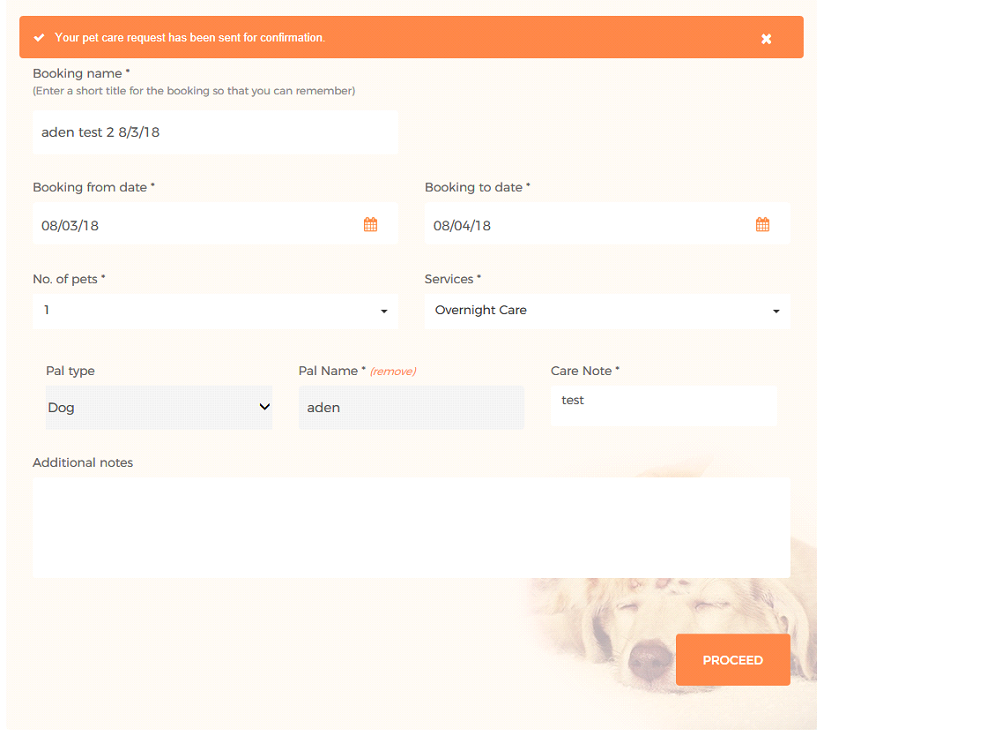 Your pet care request has been sent for confirmation.
Booking name *
(Enter a short title for the booking so that you can remember)
aden test 2 8/3/18
Booking from date * Booking to date *
08/03/18 08/04/18
No. of pets * Services *
1 Overnight Care
Pal type Pal Name * (remove) Care Note *
Dog aden test
Additional notes
PROCEED